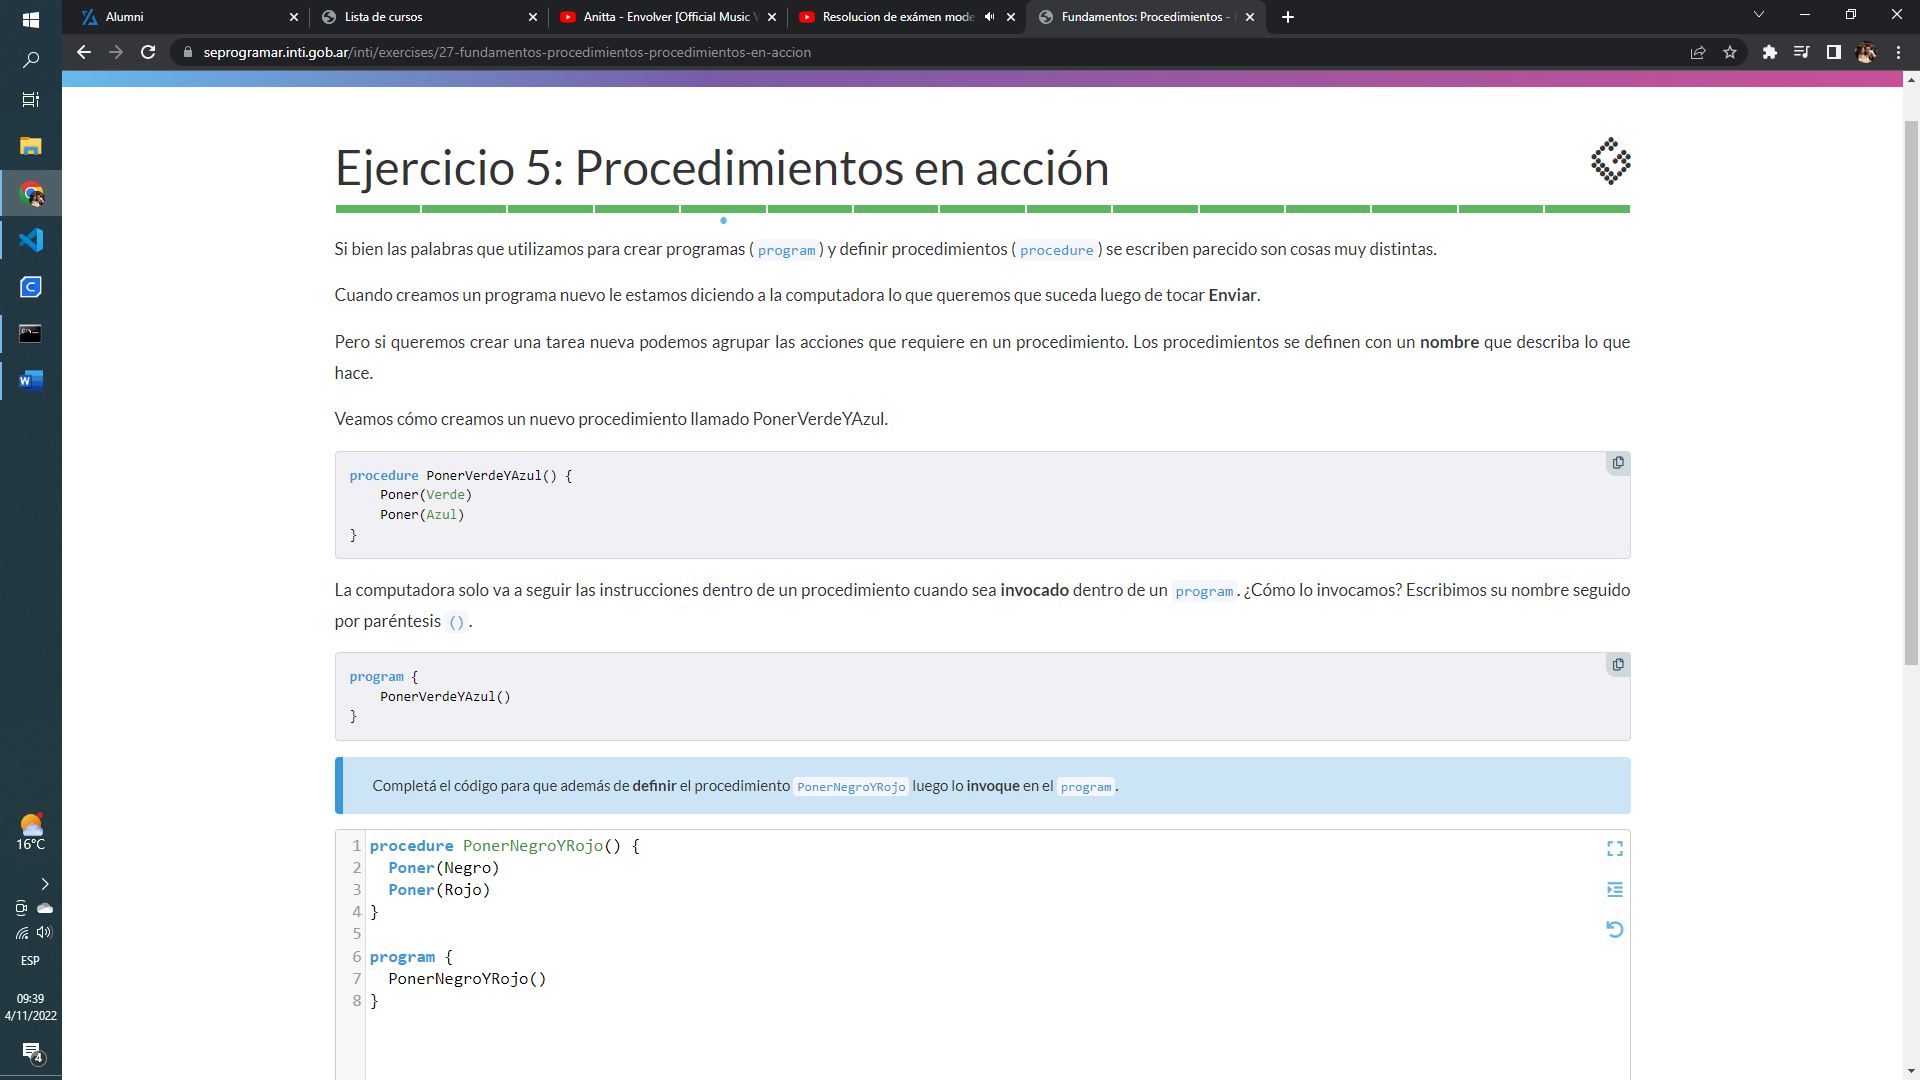 Alumni
Lista de cursos
Anitta - Envolver [Official Music V
Resolucion de exámen mode
Fundamentos: Procedimientos -
seprogramar.inti.gob.ar/inti/exercises/27-fundamentos-procedimientos-procedimientos-en-accion
Ejercicio 5: Procedimientos en acción
Si bien las palabras que utilizamos para crear programas ( program ) y definir procedimientos ( procedure ) se escriben parecido son cosas muy distintas.
Cuando creamos un programa nuevo le estamos diciendo a la computadora lo que queremos que suceda luego de tocar Enviar.
Pero si queremos crear una tarea nueva podemos agrupar las acciones que requiere en un procedimiento. Los procedimientos se definen con un nombre que describa lo que
hace.
Veamos cómo creamos un nuevo procedimiento llamado PonerVerdeYAzul.
procedure PonerVerdeYAzul() {
    Poner(Verde)
    Poner(Azul)
}
La computadora solo va a seguir las instrucciones dentro de un procedimiento cuando sea invocado dentro de un program. ¿Cómo lo invocamos? Escribimos su nombre seguido
por paréntesis ().
program {
    PonerVerdeYAzul()
}
Completá el código para que además de definir el procedimiento PonerNegroYRojo luego lo invoque en el program.
1 procedure PonerNegroYRojo() {
2   Poner(Negro)
3   Poner(Rojo)
4 }
5
6 program {
7   PonerNegroYRojo()
8 }
16°C
ESP
09:39
4/11/2022
4